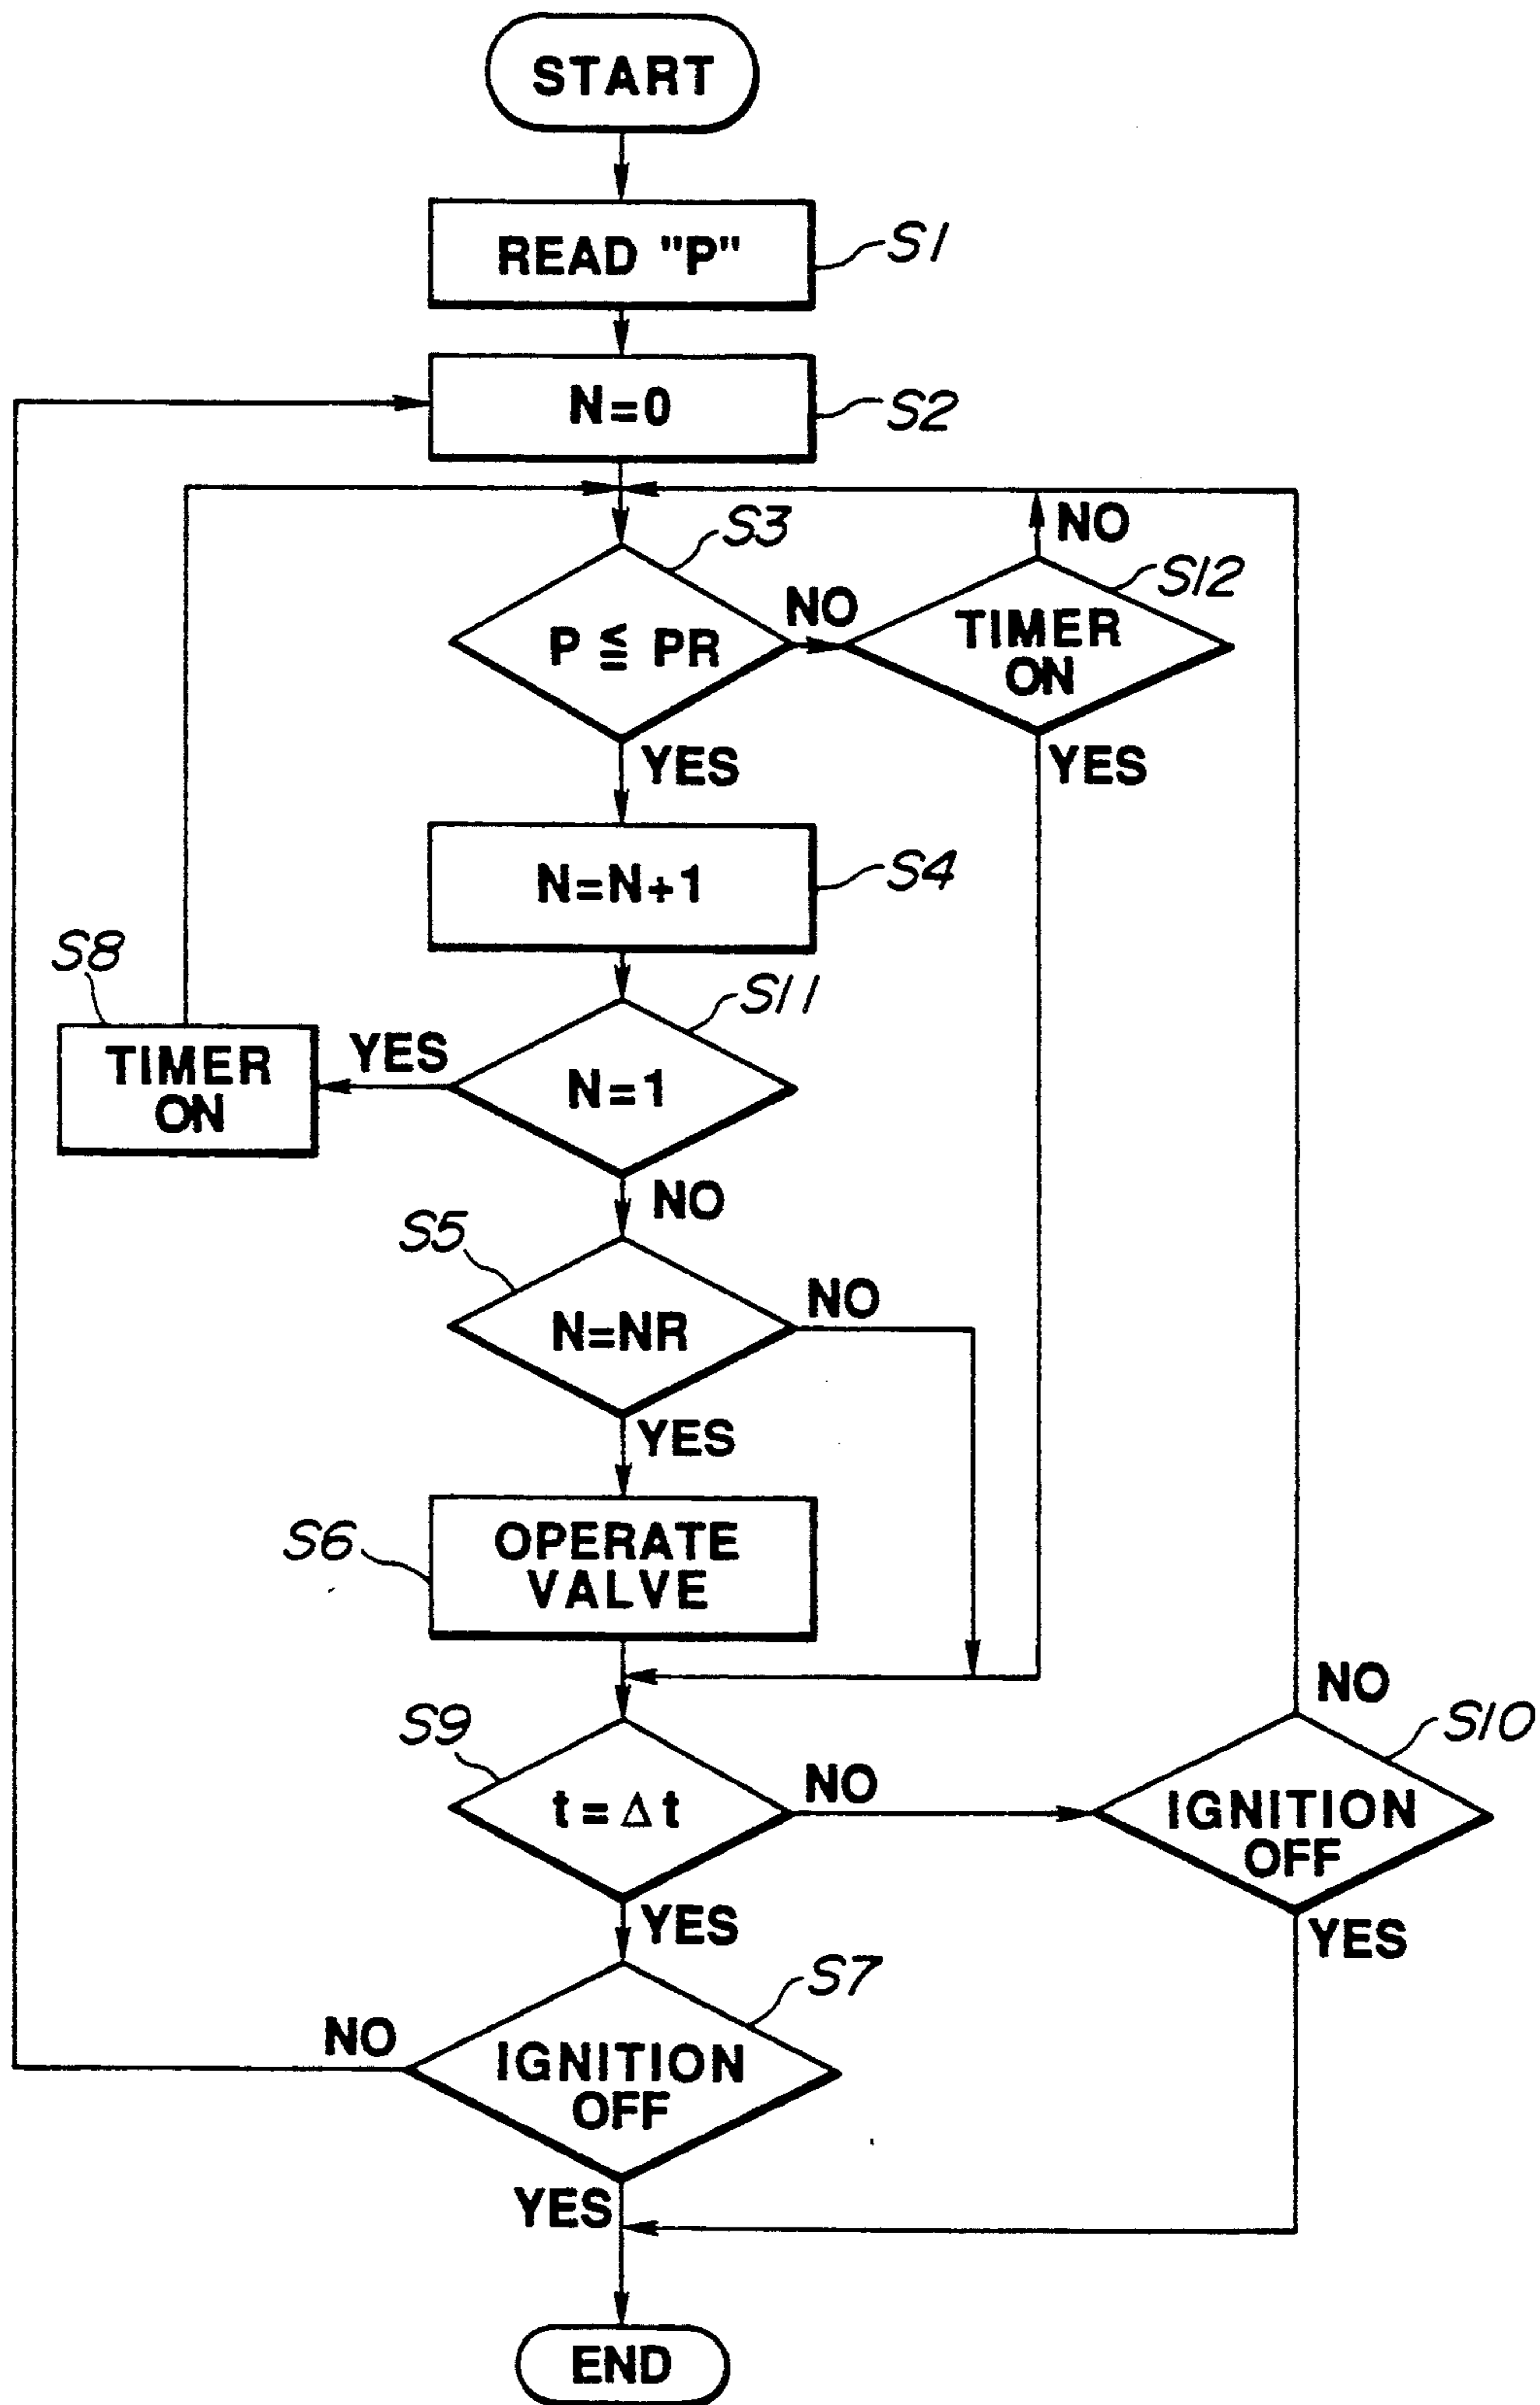 START
READ "P"
S1
N=0
S2
S3
NO
S12
P ≦ PR
NO
TIMER
ON
YES
YES
N=N+1
S4
S8
S11
TIMER
ON
YES
N=1
NO
S5
N=NR
NO
YES
S6
OPERATE
VALVE
NO
S9
S10
t=Δt
NO
IGNITION
OFF
YES
YES
S7
NO
IGNITION
OFF
YES
END